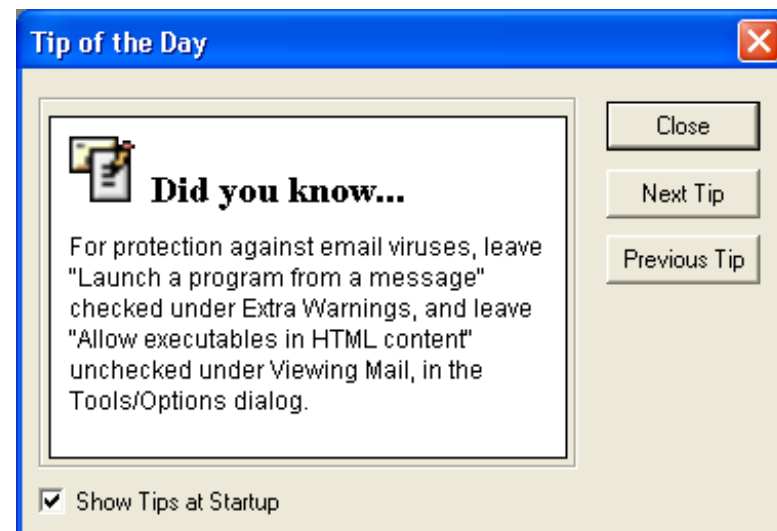 Tip of the Day
Did you know...
For protection against email viruses, leave
"Launch a program from a message"
checked under Extra Warnings, and leave
"Allow executables in HTML content"
unchecked under Viewing Mail, in the
Tools/Options dialog.
Close
Next Tip
Previous Tip
Show Tips at Startup